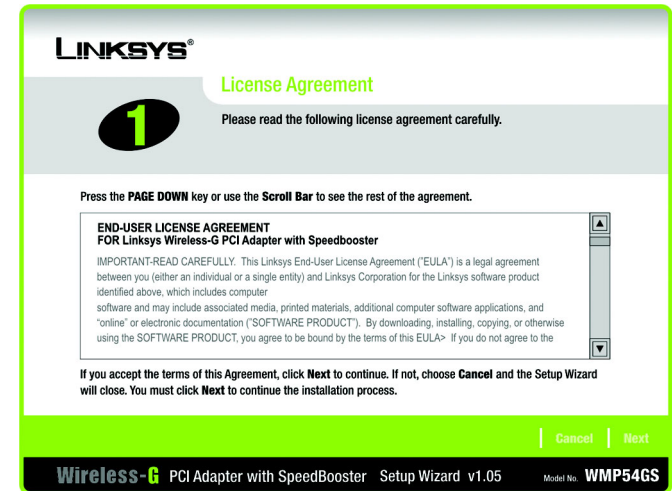 LINKSYS®
License Agreement
1
Please read the following license agreement carefully.
Press the PAGE DOWN key or use the Scroll Bar to see the rest of the agreement.
END-USER LICENSE AGREEMENT
FOR Linksys Wireless-G PCI Adapter with Speedbooster
IMPORTANT-READ CAREFULLY. This Linksys End-User License Agreement ("EULA") is a legal agreement
between you (either an individual or a single entity) and Linksys Corporation for the Linksys software product
identified above, which includes computer
software and may include associated media, printed materials, additional computer software applications, and
"online" or electronic documentation ("SOFTWARE PRODUCT"). By downloading, installing, copying, or otherwise
using the SOFTWARE PRODUCT, you agree to be bound by the terms of this EULA> If you do not agree to the
If you accept the terms of this Agreement, click Next to continue. If not, choose Cancel and the Setup Wizard
will close. You must click Next to continue the installation process.
Cancel Next
Wireless-G PCI Adapter with SpeedBooster Setup Wizard v1.05 Model No. WMP54GS